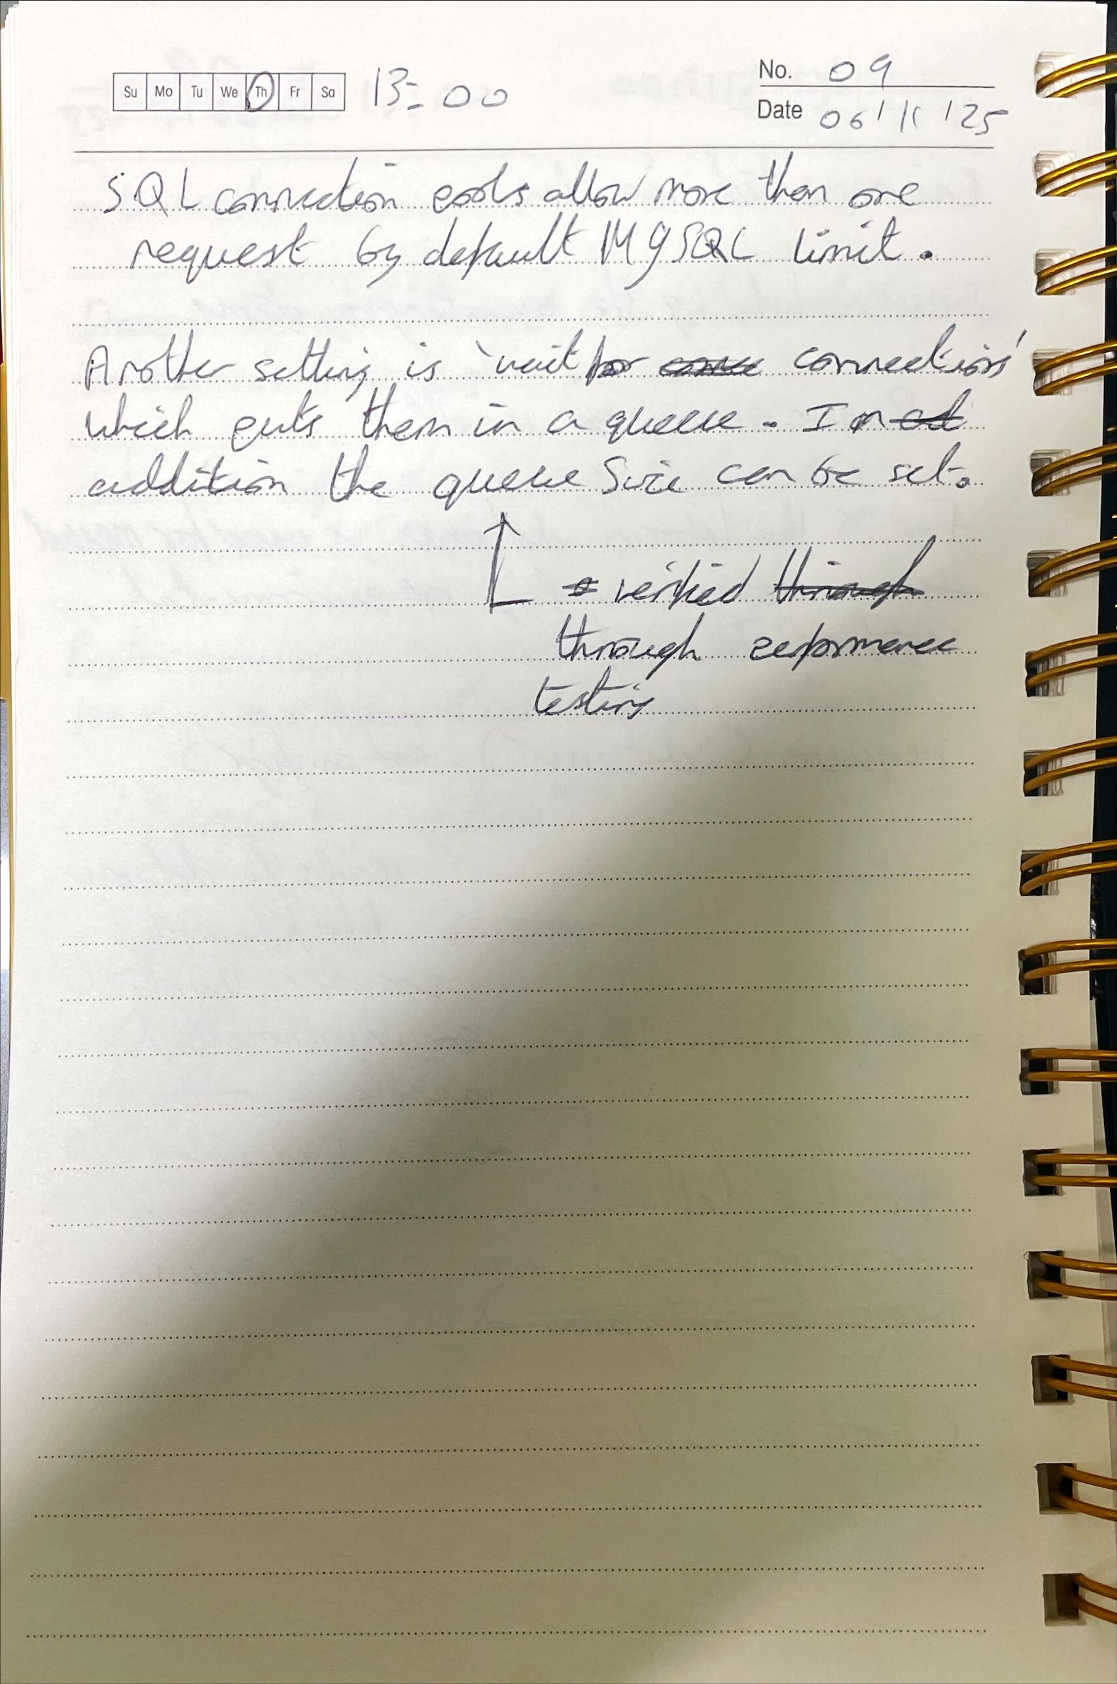 Su Mo Tu We Th Fr Sa 13:00 No. 09
Date 06/11/25
SQL connection pools allow more than one
request by default MySQL limit.
Another setting is 'wait for connections'
which puts them in a queue. In
addition the queue size can be set.
verified through
through performance
testing